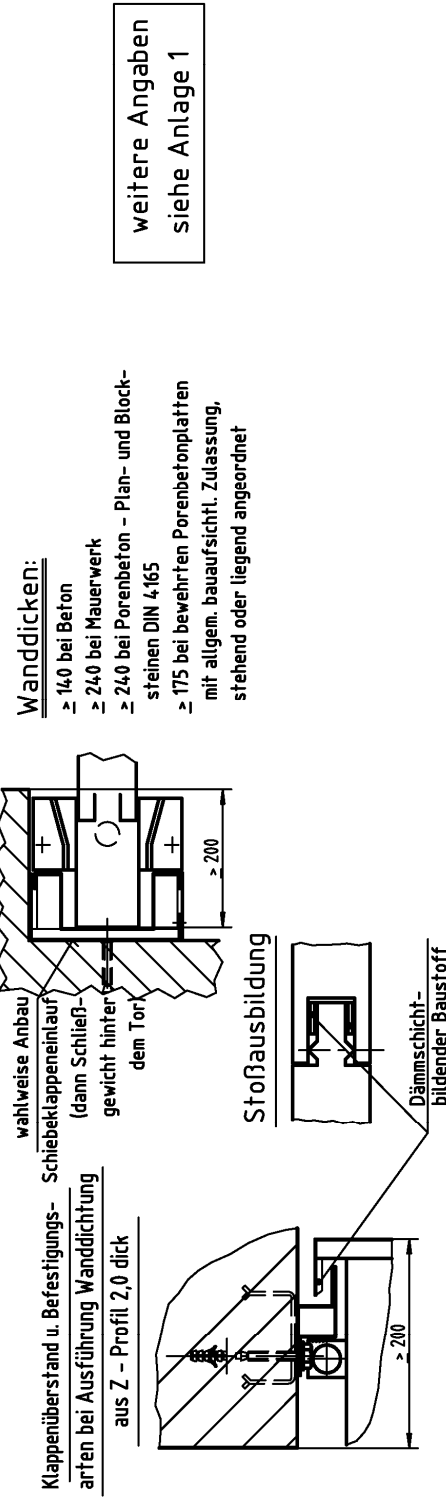 Klappenüberstand u. Befestigungs-
arten bei Ausführung Wanddichtung
aus Z - Profil 2,0 dick
≥ 200
wahlweise Anbau
Schiebeklappeneinlauf
(dann Schließ-
gewicht hinter
dem Tor)
≥ 200
Stoßausbildung
Dämmschicht-
bildender Baustoff
Wanddicken:
≥ 140 bei Beton
≥ 240 bei Mauerwerk
≥ 240 bei Porenbeton - Plan- und Block-
steinen DIN 4165
≥ 175 bei bewehrten Porenbetonplatten
mit allgem. bauaufsichtl. Zulassung,
stehend oder liegend angeordnet
weitere Angaben
siehe Anlage 1